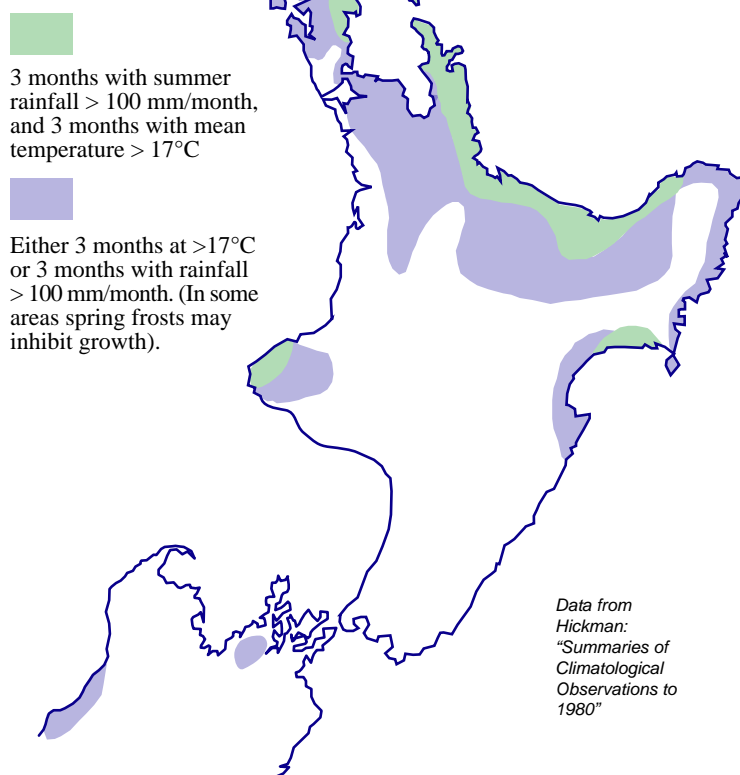 3 months with summer
rainfall > 100 mm/month,
and 3 months with mean
temperature > 17°C
Either 3 months at >17°C
or 3 months with rainfall
> 100 mm/month. (In some
areas spring frosts may
inhibit growth).
Data from
Hickman:
“Summaries of
Climatological
Observations to
1980”